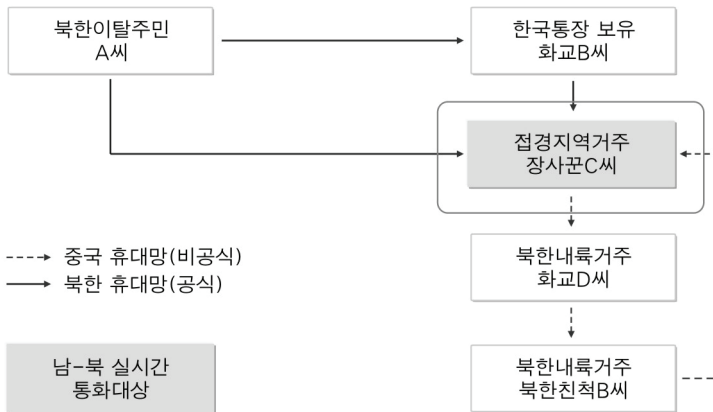 북한이탈주민
A씨
한국통장 보유
화교B씨
접경지역거주
장사꾼C씨
중국 휴대망(비공식)
북한 휴대망(공식)
북한내륙거주
화교D씨
남-북 실시간
통화대상
북한내륙거주
북한친척B씨